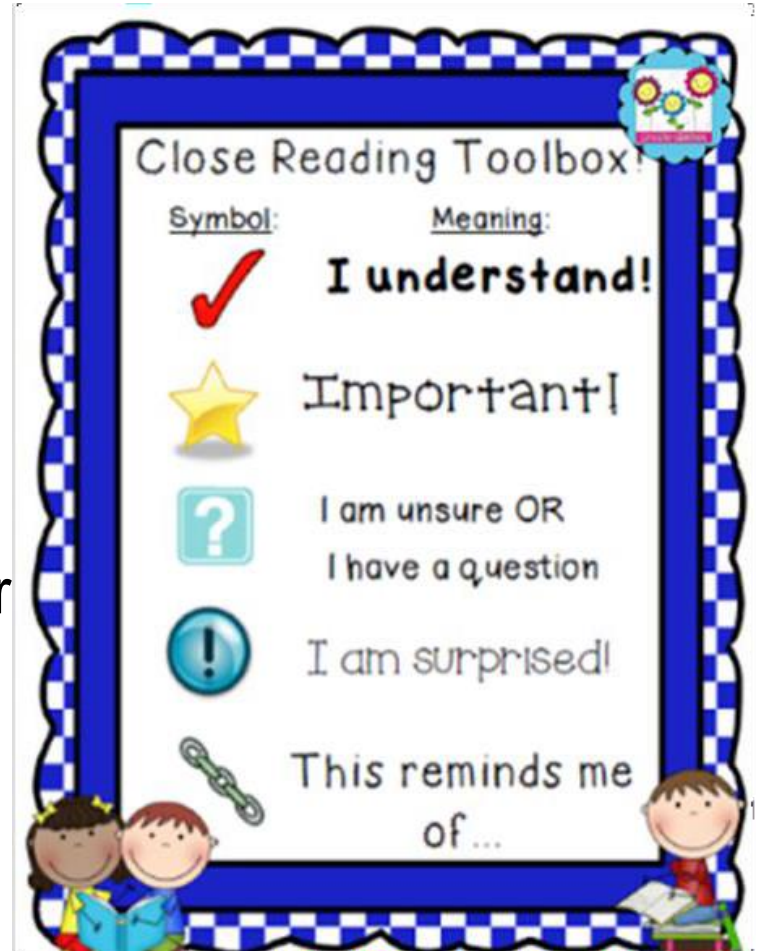 Close Reading Toolbox!
Symbol: Meaning:
I understand!
Important!
?
I am unsure OR
I have a question
r
!
I am surprised!
This reminds me
of...